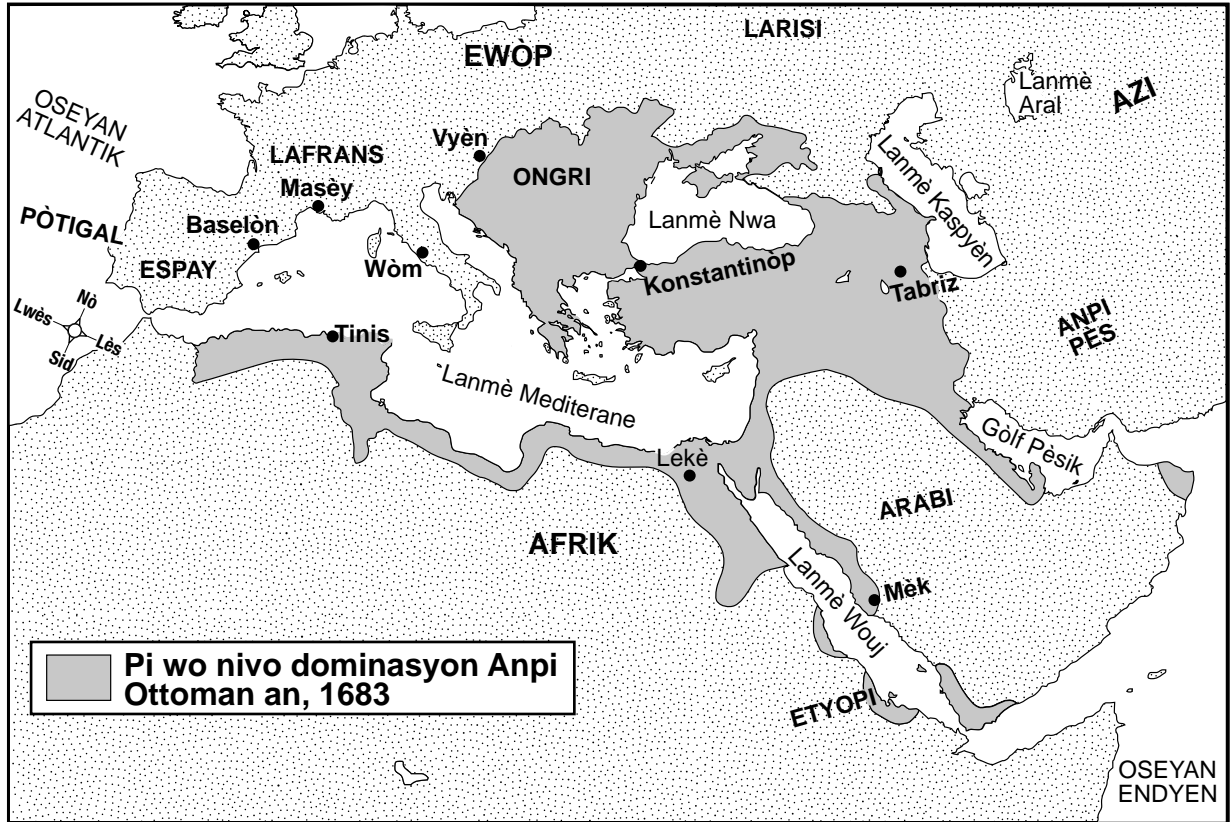 LARISI
EWÒP
Lanmè
Aral
AZI
OSEYAN
ATLANTIK
Vyèn
LAFRANS
ONGRI
Masèy
Lanmè Kaspyèn
PÒTIGAL
Baselòn
Lanmè Nwa
ESPAY
Wòm
Konstantinòp
Tabriz
Nò
Lwès
Lès
Sid
Tinis
ANPI
PÈS
Lanmè Mediterane
Gòlf Pèsik
Lekè
ARABI
AFRIK
Lanmè Wouj
Mèk
Pi wo nivo dominasyon Anpi
Ottoman an, 1683
ETYOPI
OSEYAN
ENDYEN